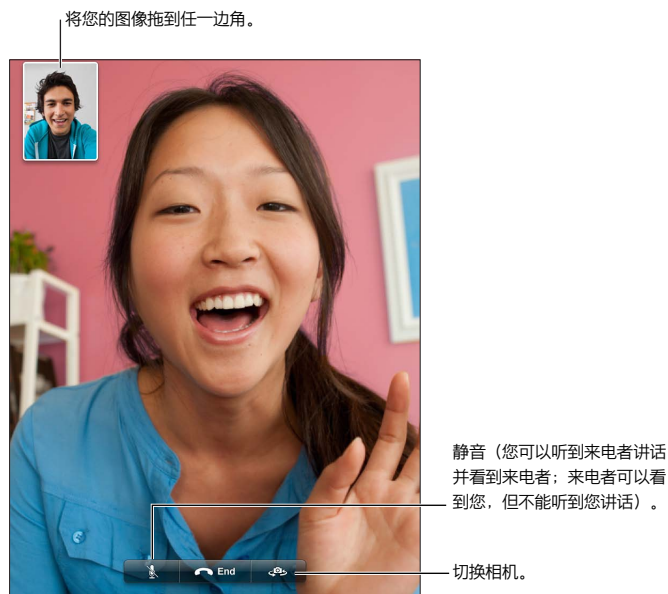 将您的图像拖到任一边角。
静音（您可以听到来电者讲话
并看到来电者；来电者可以看
到您，但不能听到您讲话）。
End
切换相机。